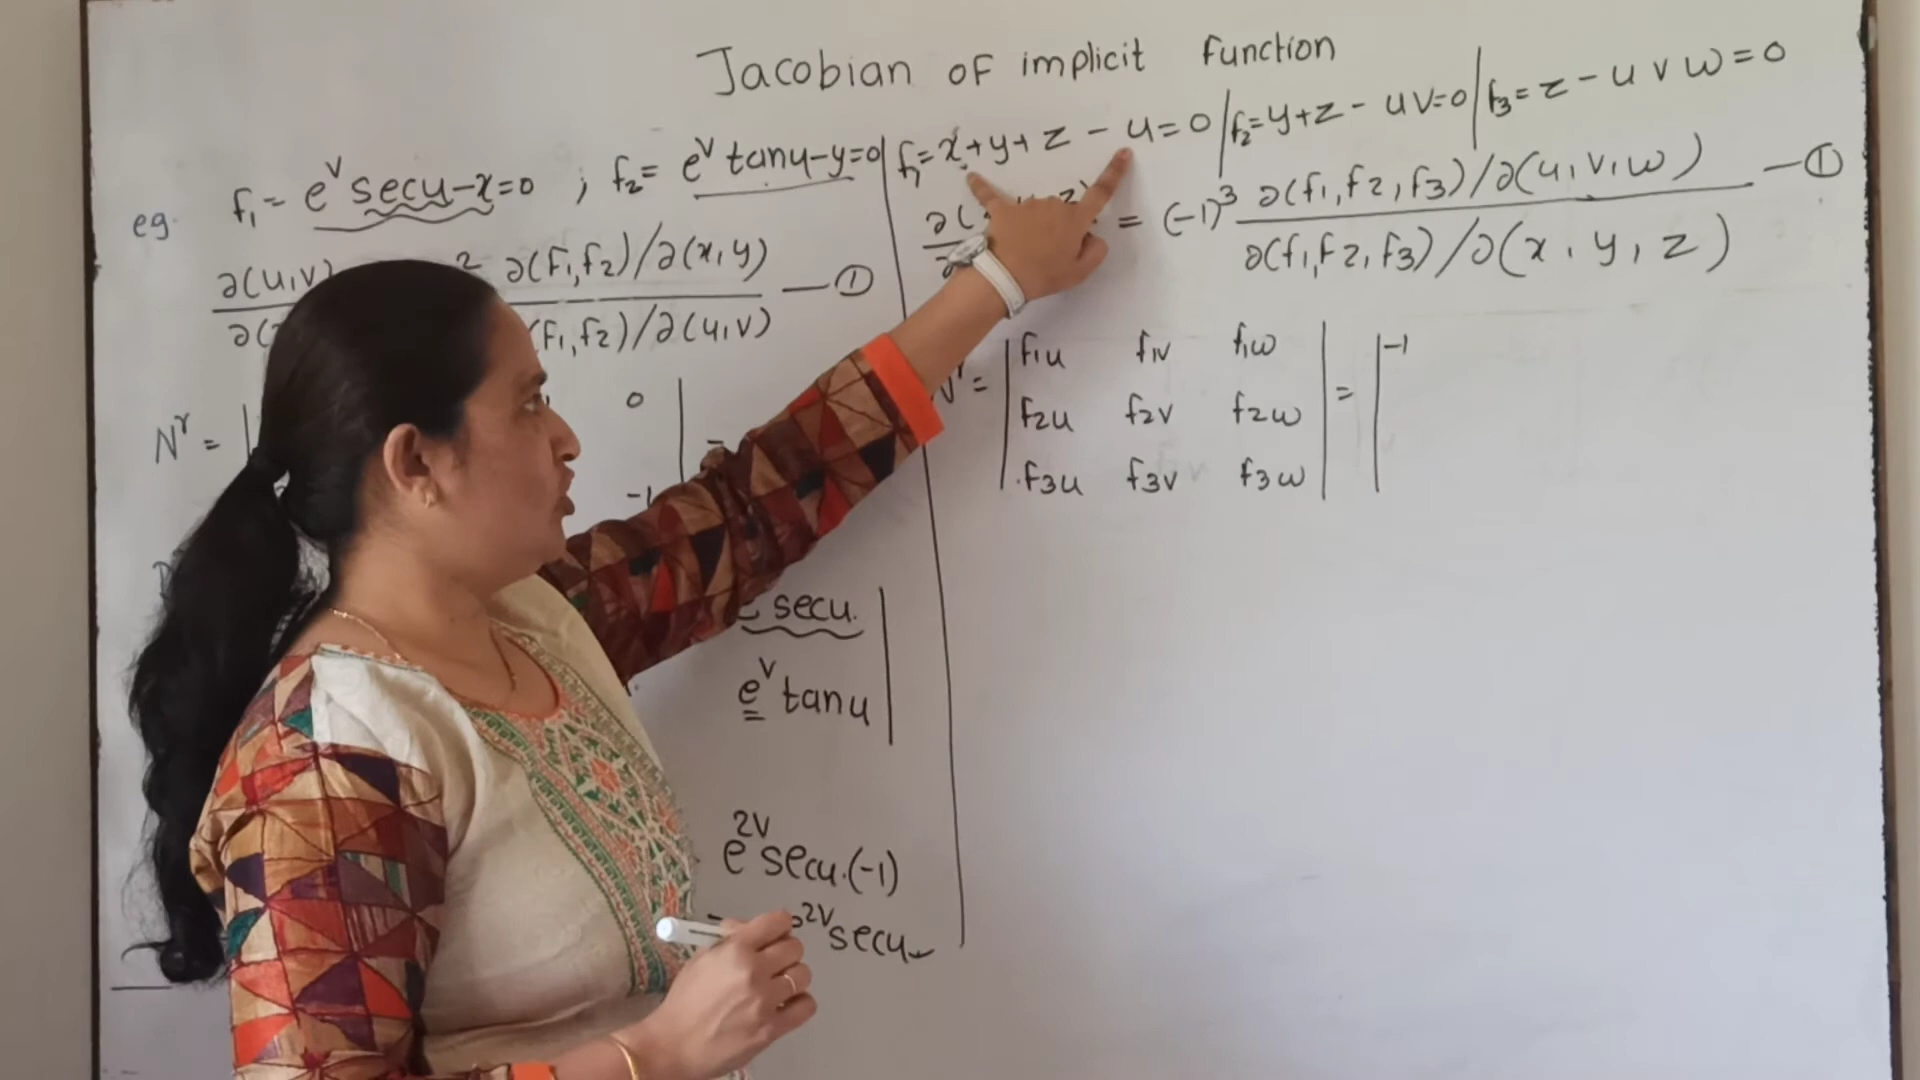 Jacobian of implicit function
eg. f₁ = e^v secu - x = 0 ; f₂ = e^v tanu - y = 0
∂(u,v) ² ∂(f₁,f₂)/∂(x,y) — ①
∂( f₁,f₂)/∂(u,v)
N^r = | 0 | =
-1
secu.
e^v tanu
e^2v secu.(-1)
2v secu
f₁ = x+y+z - u = 0 | f₂ = y+z - uv = 0 | f₃ = z - uvw = 0
∂( z) = (-1)³ ∂(f₁,f₂,f₃)/∂(u,v,w) — ①
∂(f₁,f₂,f₃)/∂(x,y,z)
= | f₁u f₁v f₁w | = | -1
f₂u f₂v f₂w
f₃u f₃v f₃w